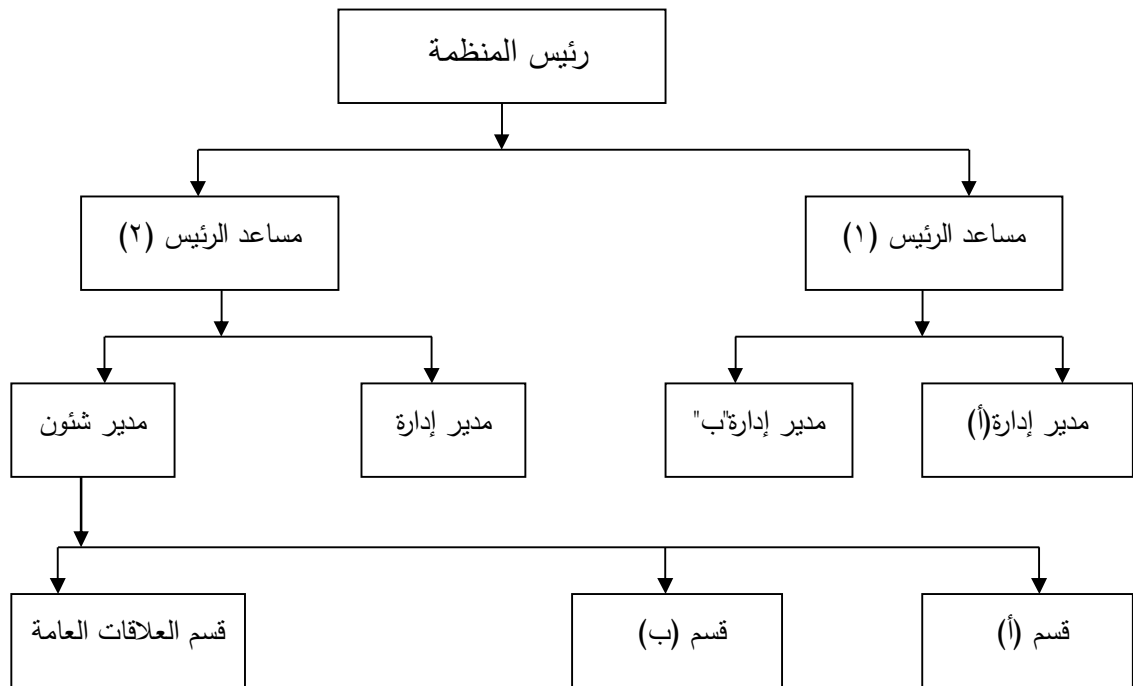 رئيس المنظمة
مساعد الرئيس (١)
مساعد الرئيس (٢)
مدير إدارة(أ)
مدير إدارة"ب"
مدير إدارة
مدير شئون
قسم (أ)
قسم (ب)
قسم العلاقات العامة